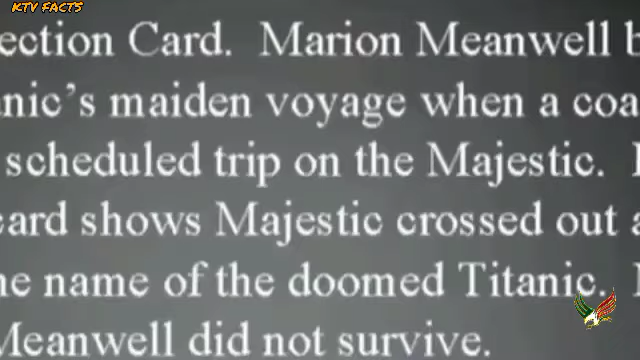 KTV FACTS
ection Card. Marion Meanwell b
nic's maiden voyage when a coa
scheduled trip on the Majestic.
card shows Majestic crossed out a
he name of the doomed Titanic.
Meanwell did not survive.